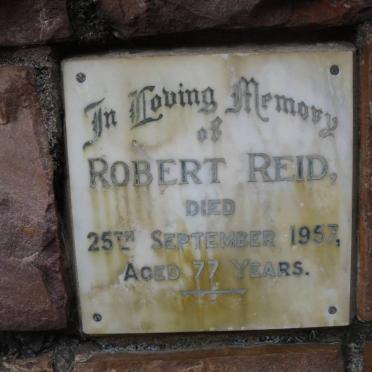 In Loving Memory
of
ROBERT REID,
DIED
25TH SEPTEMBER 1957,
AGED 77 YEARS.